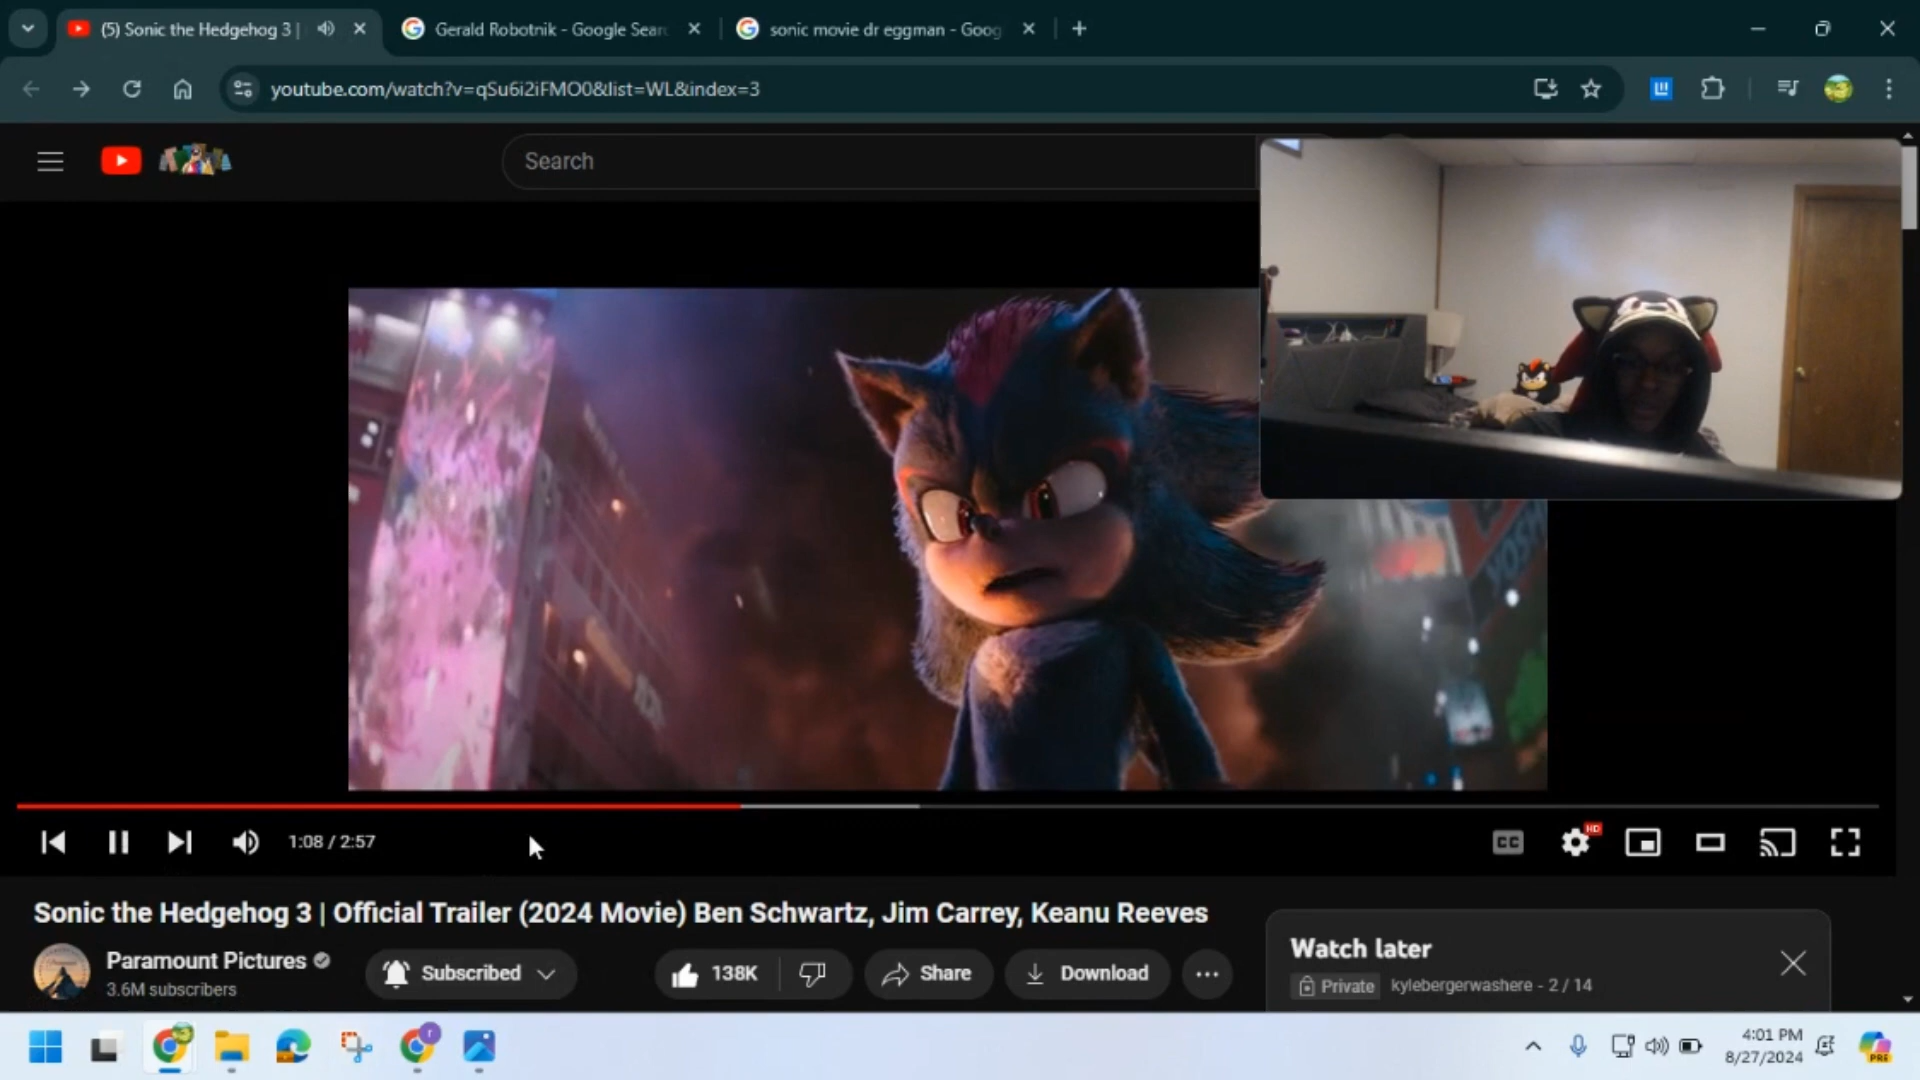 (5) Sonic the Hedgehog 3 |
Gerald Robotnik - Google Sear
sonic movie dr eggman - Goog
youtube.com/watch?v=qSu6i2iFMO0&list=WL&index=3
Search
1:08 / 2:57
CC
HD
Sonic the Hedgehog 3 | Official Trailer (2024 Movie) Ben Schwartz, Jim Carrey, Keanu Reeves
Paramount Pictures
3.6M subscribers
Subscribed
138K
Share
Download
Watch later
Private
kylebergerwashere - 2 / 14
4:01 PM
8/27/2024
PRE